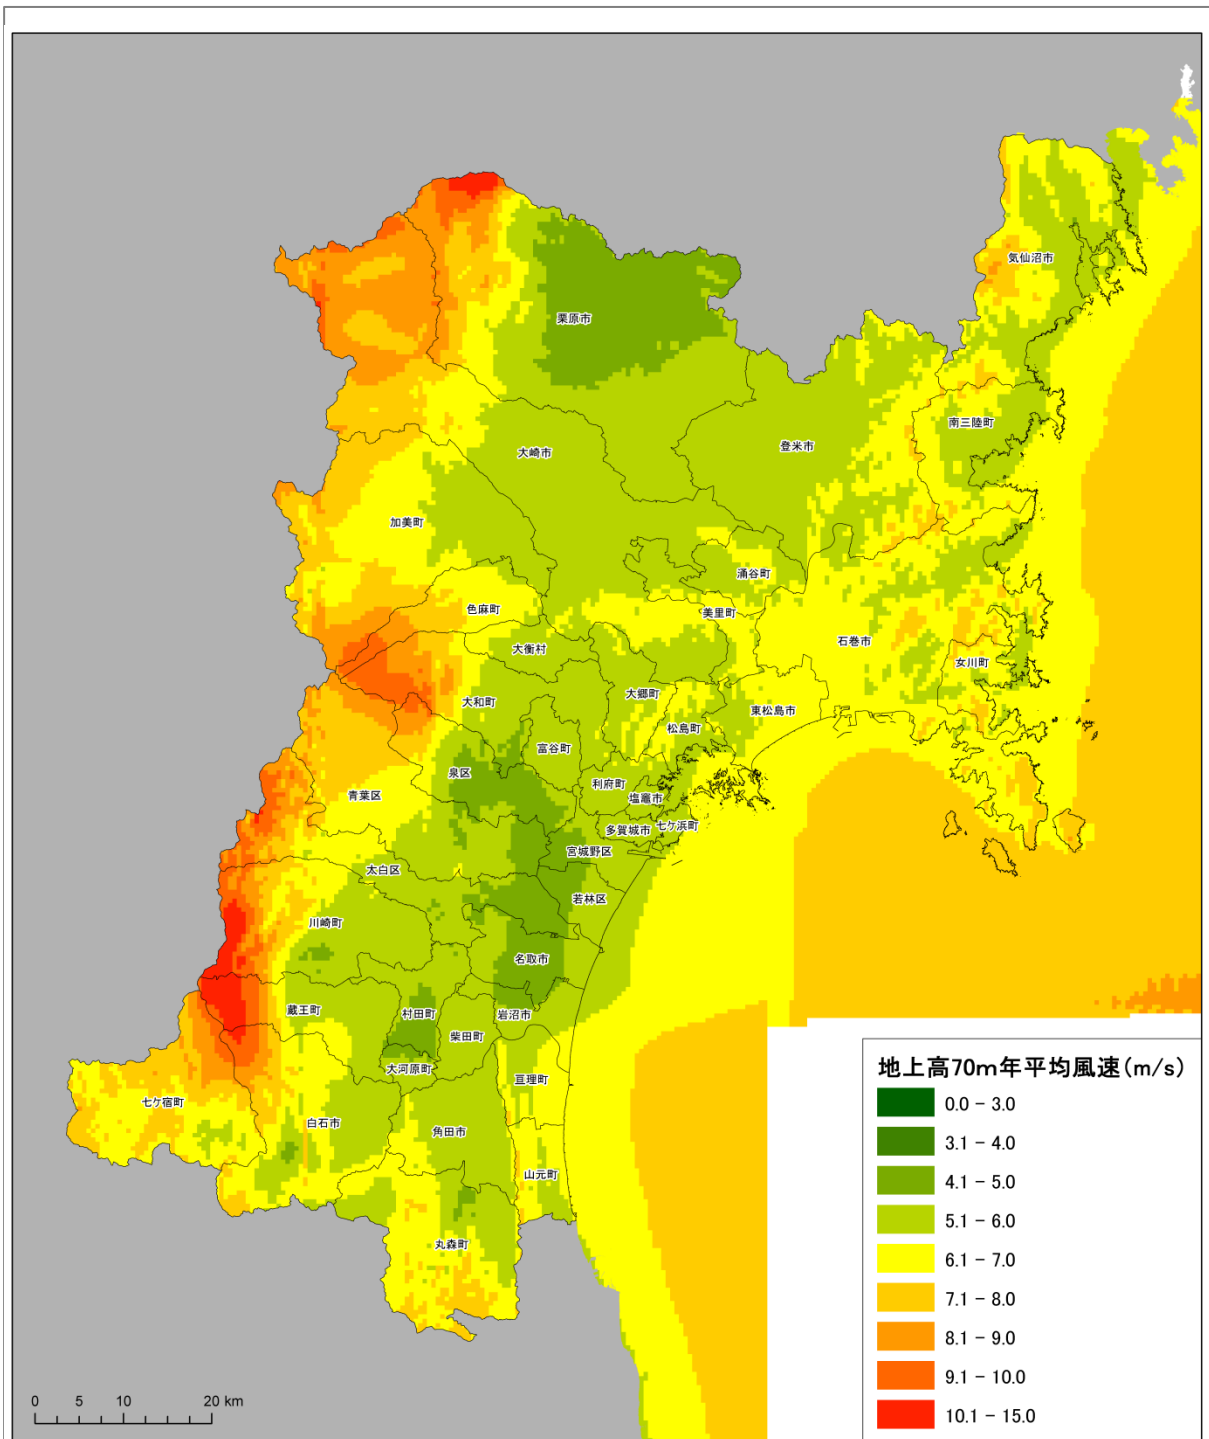 気仙沼市
栗原市
南三陸町
登米市
大崎市
加美町
涌谷町
色麻町
美里町
石巻市
大衡村
女川町
大郷町
大和町
東松島市
松島町
富谷町
泉区
利府町
青葉区
塩竈市
七ケ浜町
多賀城市
宮城野区
太白区
若林区
川崎町
名取市
蔵王町
村田町
岩沼市
柴田町
大河原町
亘理町
七ケ宿町
白石市
角田市
山元町
丸森町
地上高70m年平均風速(m/s)
0.0 - 3.0
3.1 - 4.0
4.1 - 5.0
5.1 - 6.0
6.1 - 7.0
7.1 - 8.0
8.1 - 9.0
9.1 - 10.0
10.1 - 15.0
0 5 10 20 km